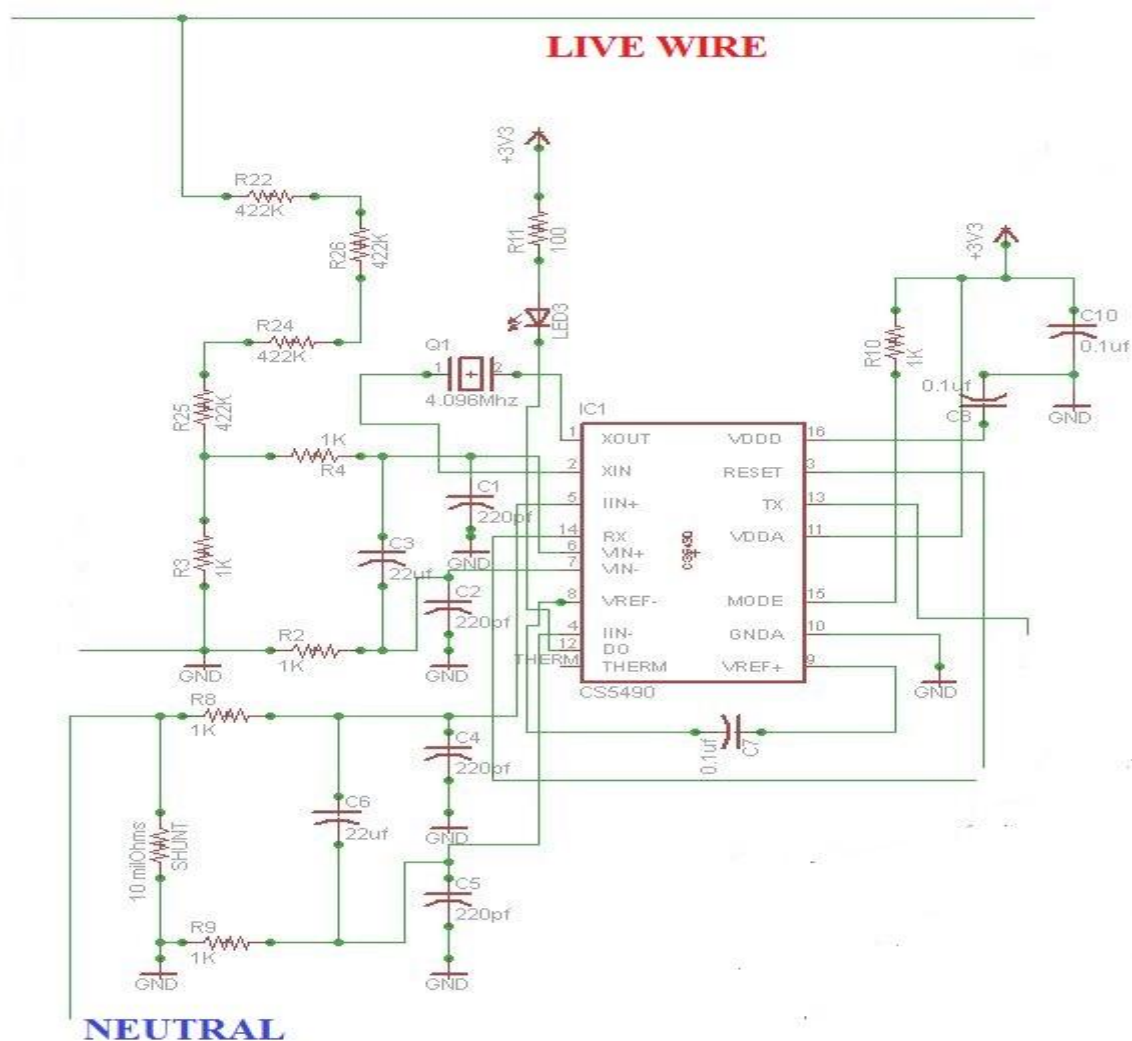 LIVE WIRE
+3V3
R22
422K
R26
422K
R11
100
+3V3
R24
422K
LED3
C10
0.1uf
Q1
1
2
4.096Mhz
R10
1K
R25
422K
0.1uf
C8
GND
IC1
1K
R4
1
XOUT
VDDD
16
2
XIN
RESET
3
C1
220pf
5
IIN+
TX
13
14
RX
VDDA
11
6
VIN+
CS5490
7
VIN-
GND
R3
1K
C3
22uf
C2
220pf
8
VREF-
MODE
15
4
IIN-
GNDA
10
12
DO
THERM
THERM
VREF+
9
R2
1K
GND
GND
CS5490
GND
R8
1K
C4
220pf
0.1uf
C7
C6
22uf
GND
10 milOhms
SHUNT
C5
220pf
R9
1K
GND
GND
NEUTRAL